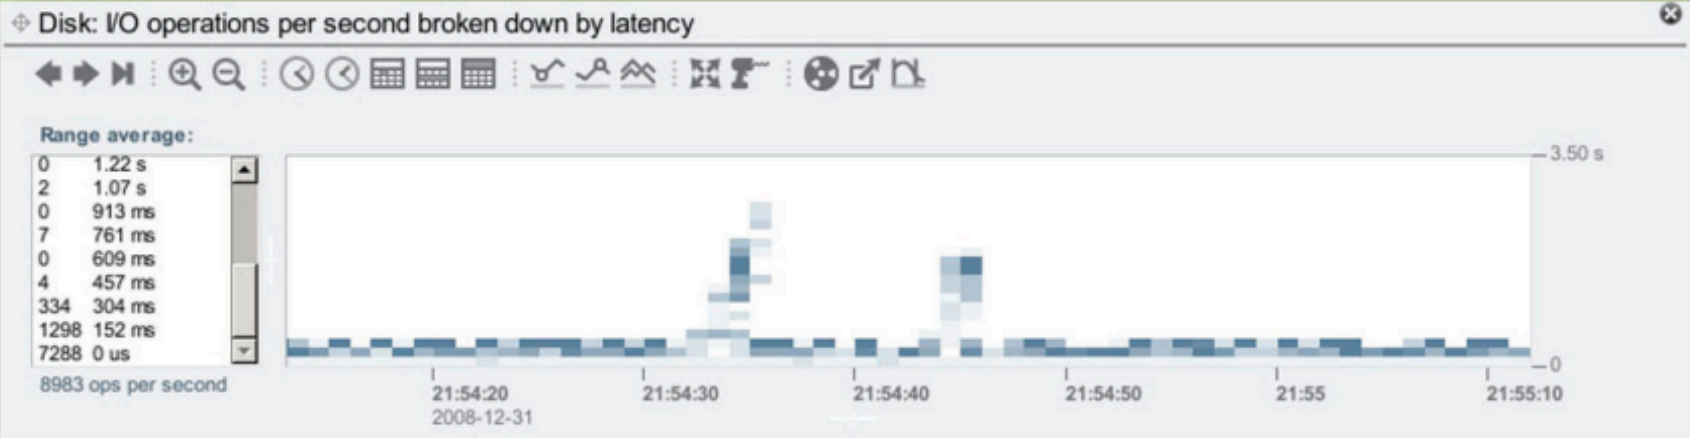 Disk: I/O operations per second broken down by latency
Range average:
0 1.22 s
2 1.07 s
0 913 ms
7 761 ms
0 609 ms
4 457 ms
334 304 ms
1298 152 ms
7288 0 us
8983 ops per second
3.50 s
0
21:54:20 21:54:30 21:54:40 21:54:50 21:55 21:55:10
2008-12-31